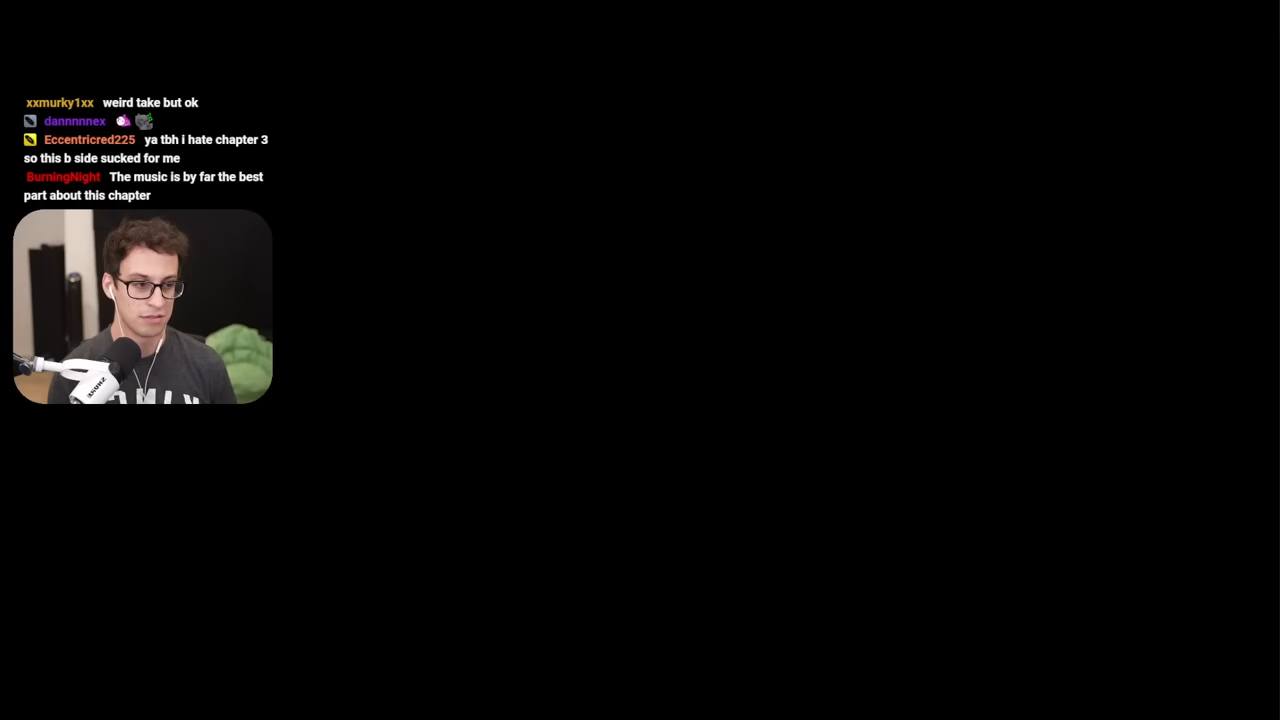 xxmurky1xx weird take but ok
dannnnnex
Eccentricred225 ya tbh i hate chapter 3
so this b side sucked for me
BurningNight The music is by far the best
part about this chapter
SHURE